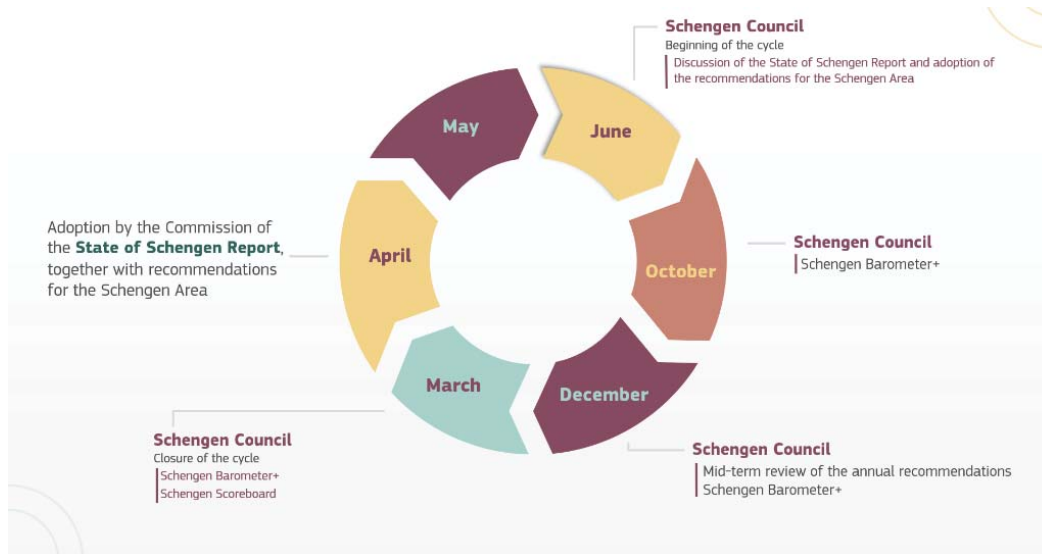 Schengen Council
Beginning of the cycle
Discussion of the State of Schengen Report and adoption of
the recommendations for the Schengen Area
May
June
Adoption by the Commission of
the State of Schengen Report,
together with recommendations
for the Schengen Area
April
October
Schengen Council
Schengen Barometer+
March
December
Schengen Council
Closure of the cycle
Schengen Barometer+
Schengen Scoreboard
Schengen Council
Mid-term review of the annual recommendations
Schengen Barometer+